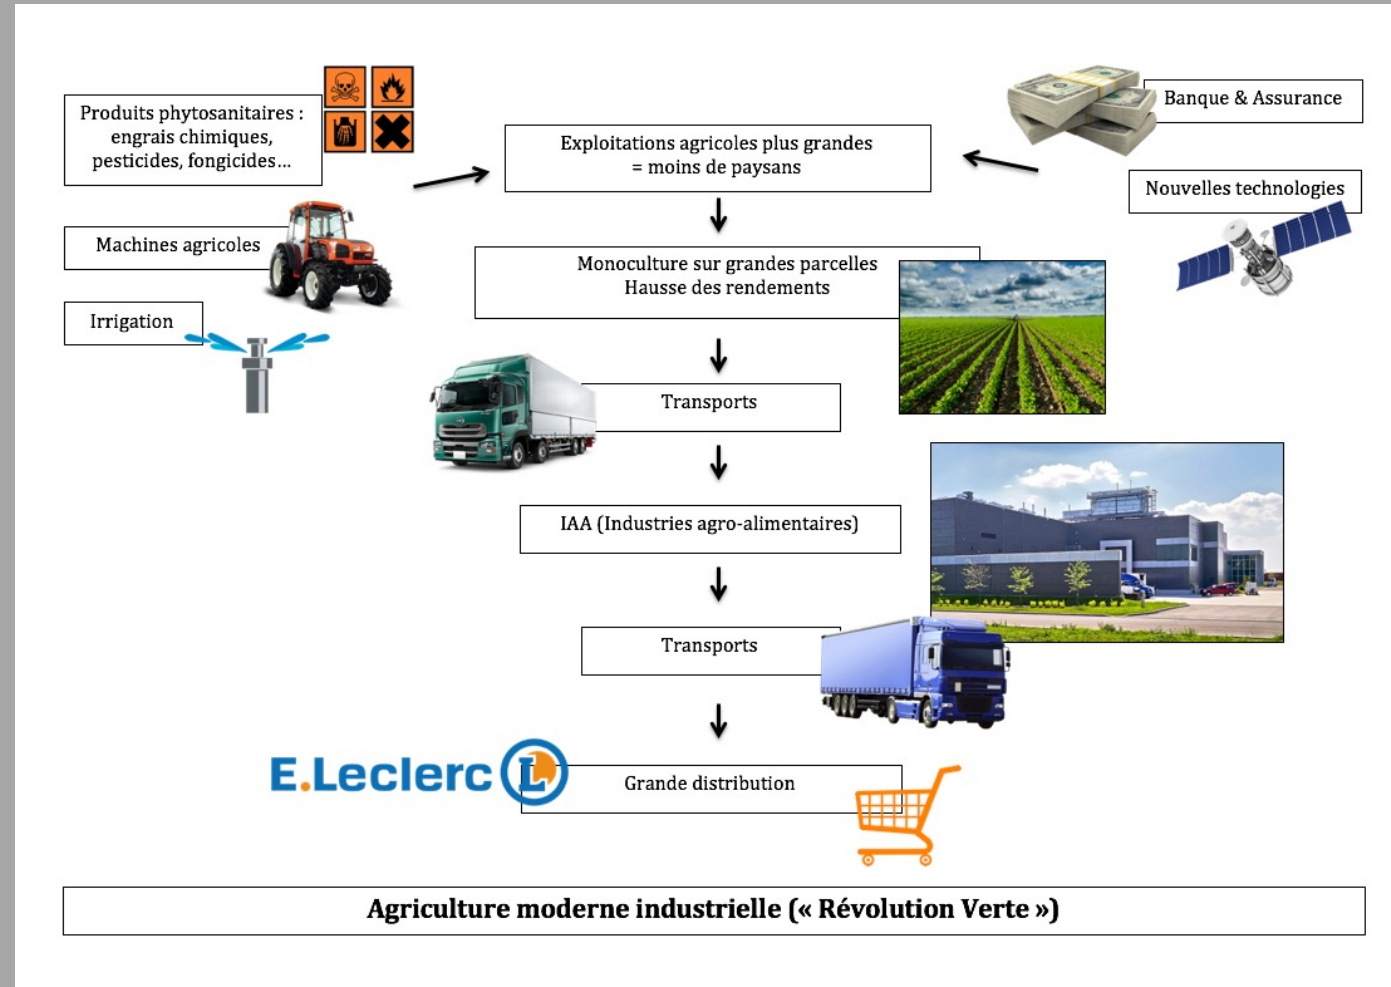 Produits phytosanitaires :
engrais chimiques,
pesticides, fongicides...
Machines agricoles
Irrigation
Banque & Assurance
Nouvelles technologies
Exploitations agricoles plus grandes
= moins de paysans
Monoculture sur grandes parcelles
Hausse des rendements
Transports
IAA (Industries agro-alimentaires)
Transports
E.Leclerc L
Grande distribution
Agriculture moderne industrielle (« Révolution Verte »)